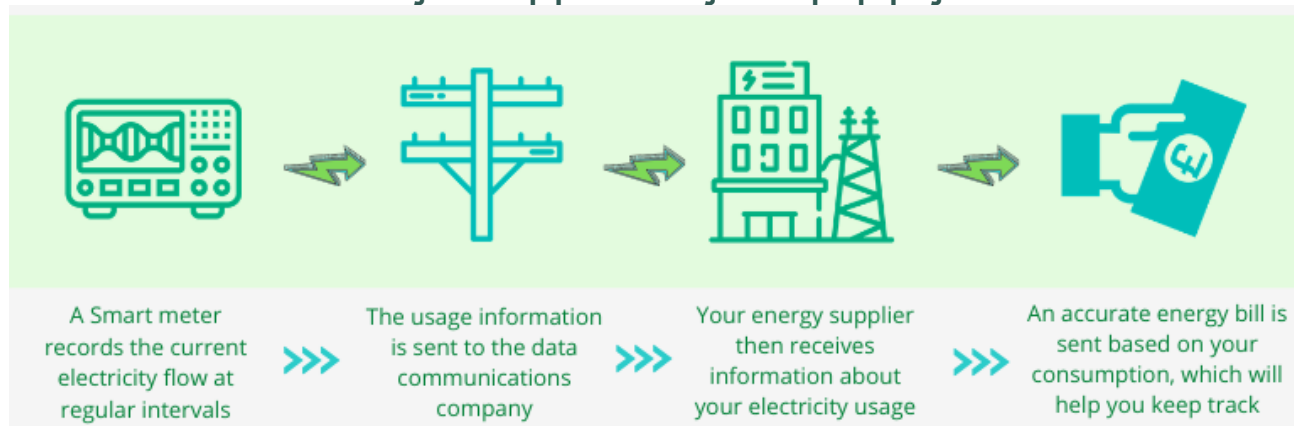 A Smart meter
records the current
electricity flow at
regular intervals
The usage information
is sent to the data
communications
company
Your energy supplier
then receives
information about
your electricity usage
An accurate energy bill is
sent based on your
consumption, which will
help you keep track
£